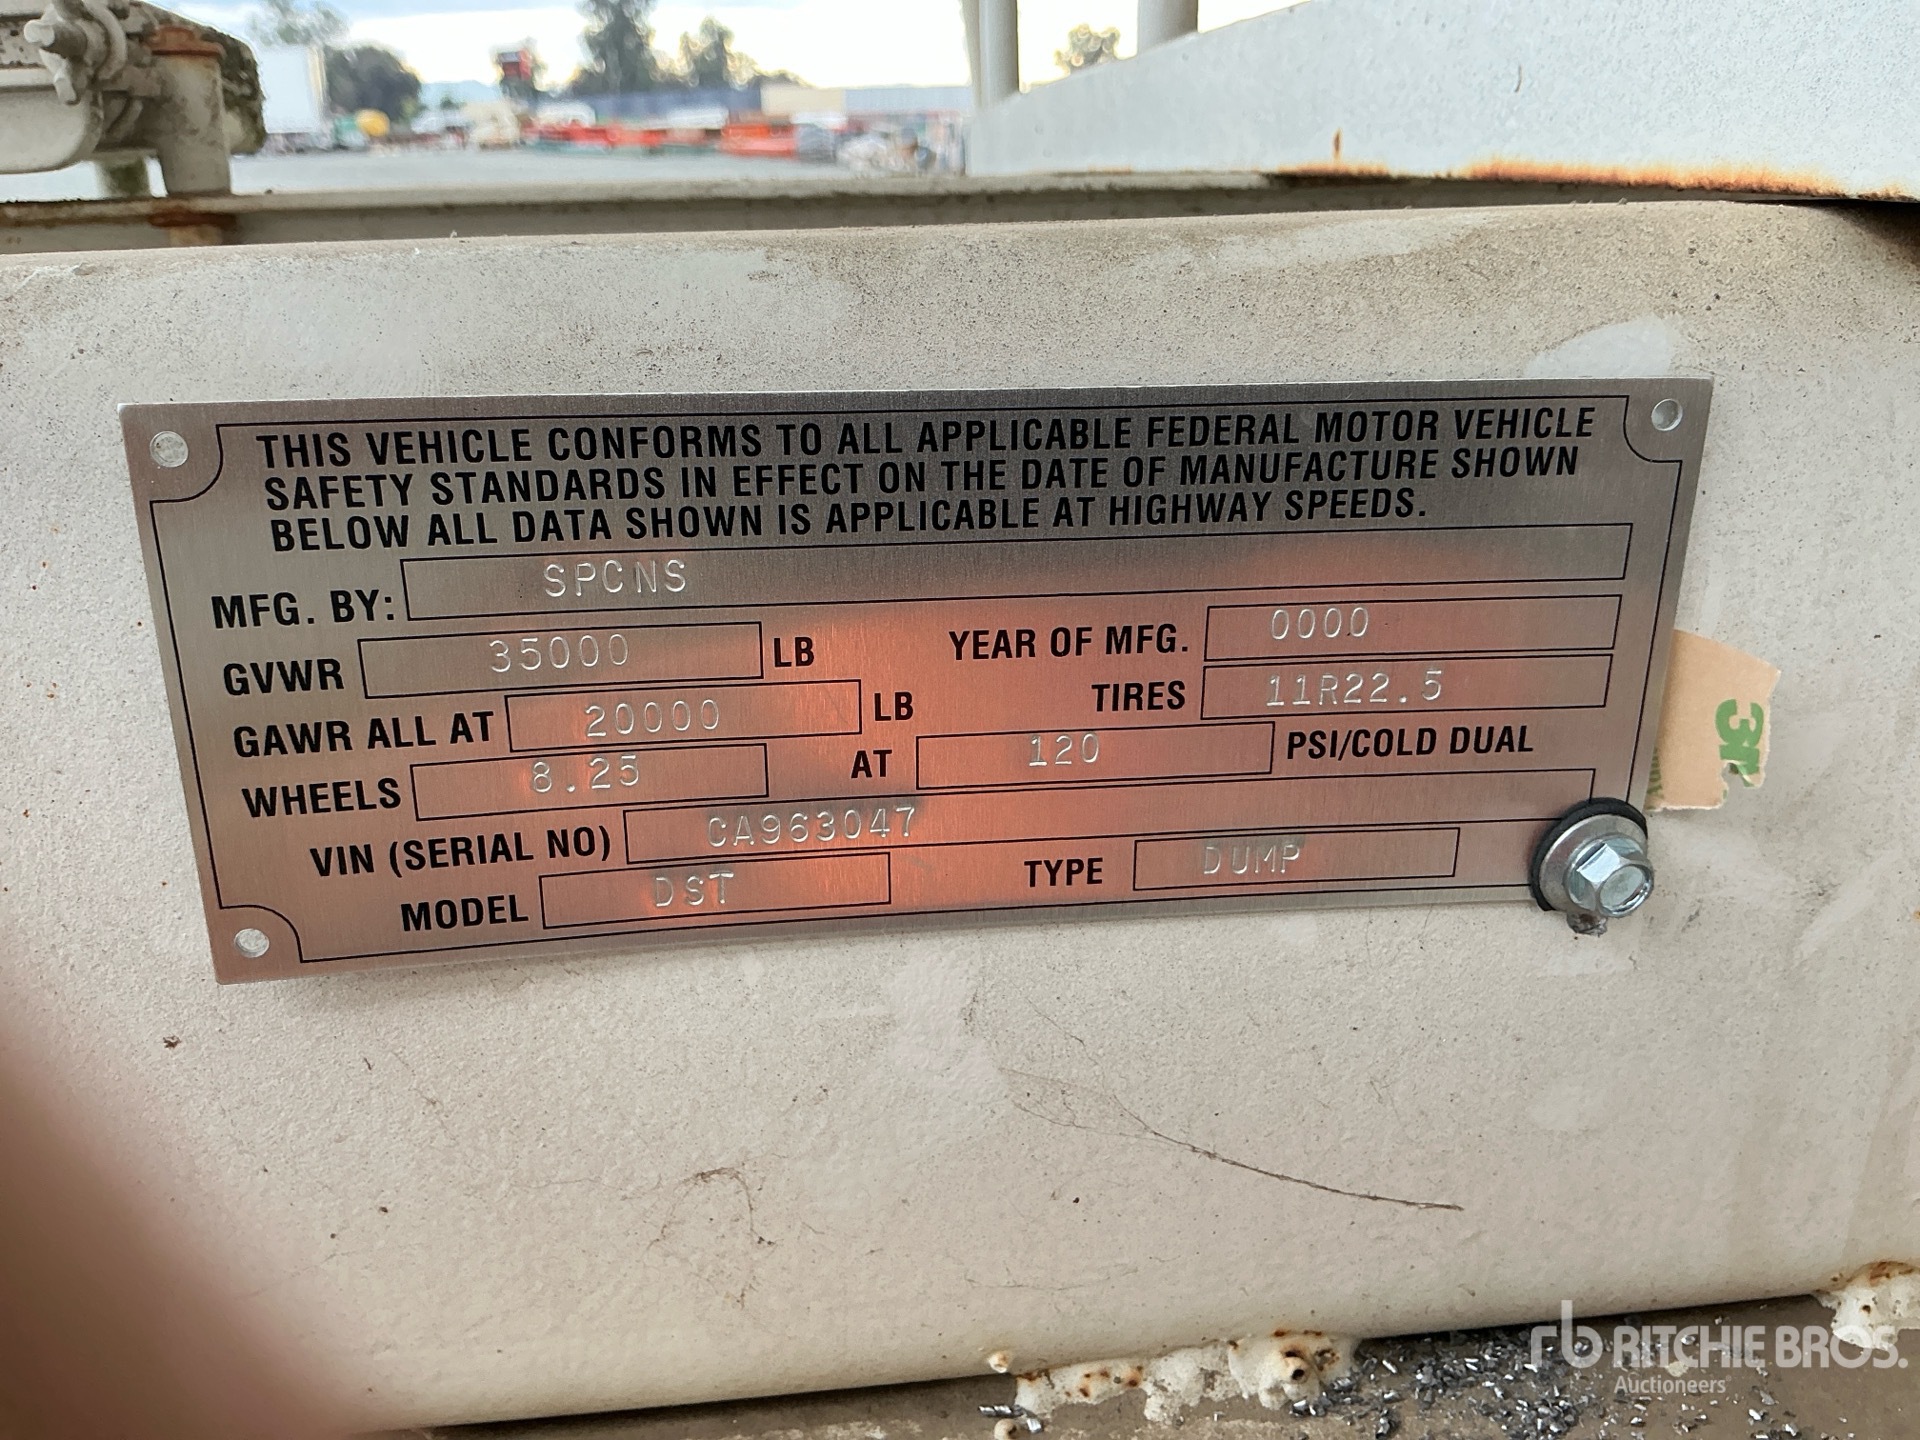 THIS VEHICLE CONFORMS TO ALL APPLICABLE FEDERAL MOTOR VEHICLE
SAFETY STANDARDS IN EFFECT ON THE DATE OF MANUFACTURE SHOWN
BELOW ALL DATA SHOWN IS APPLICABLE AT HIGHWAY SPEEDS.
MFG. BY: SPCNS
GVWR 35000 LB YEAR OF MFG. 0000
GAWR ALL AT 20000 LB TIRES 11R22.5
WHEELS 8.25 AT 120 PSI/COLD DUAL
VIN (SERIAL NO) CA963047
MODEL DST TYPE DUMP
rb RITCHIE BROS.
Auctioneers